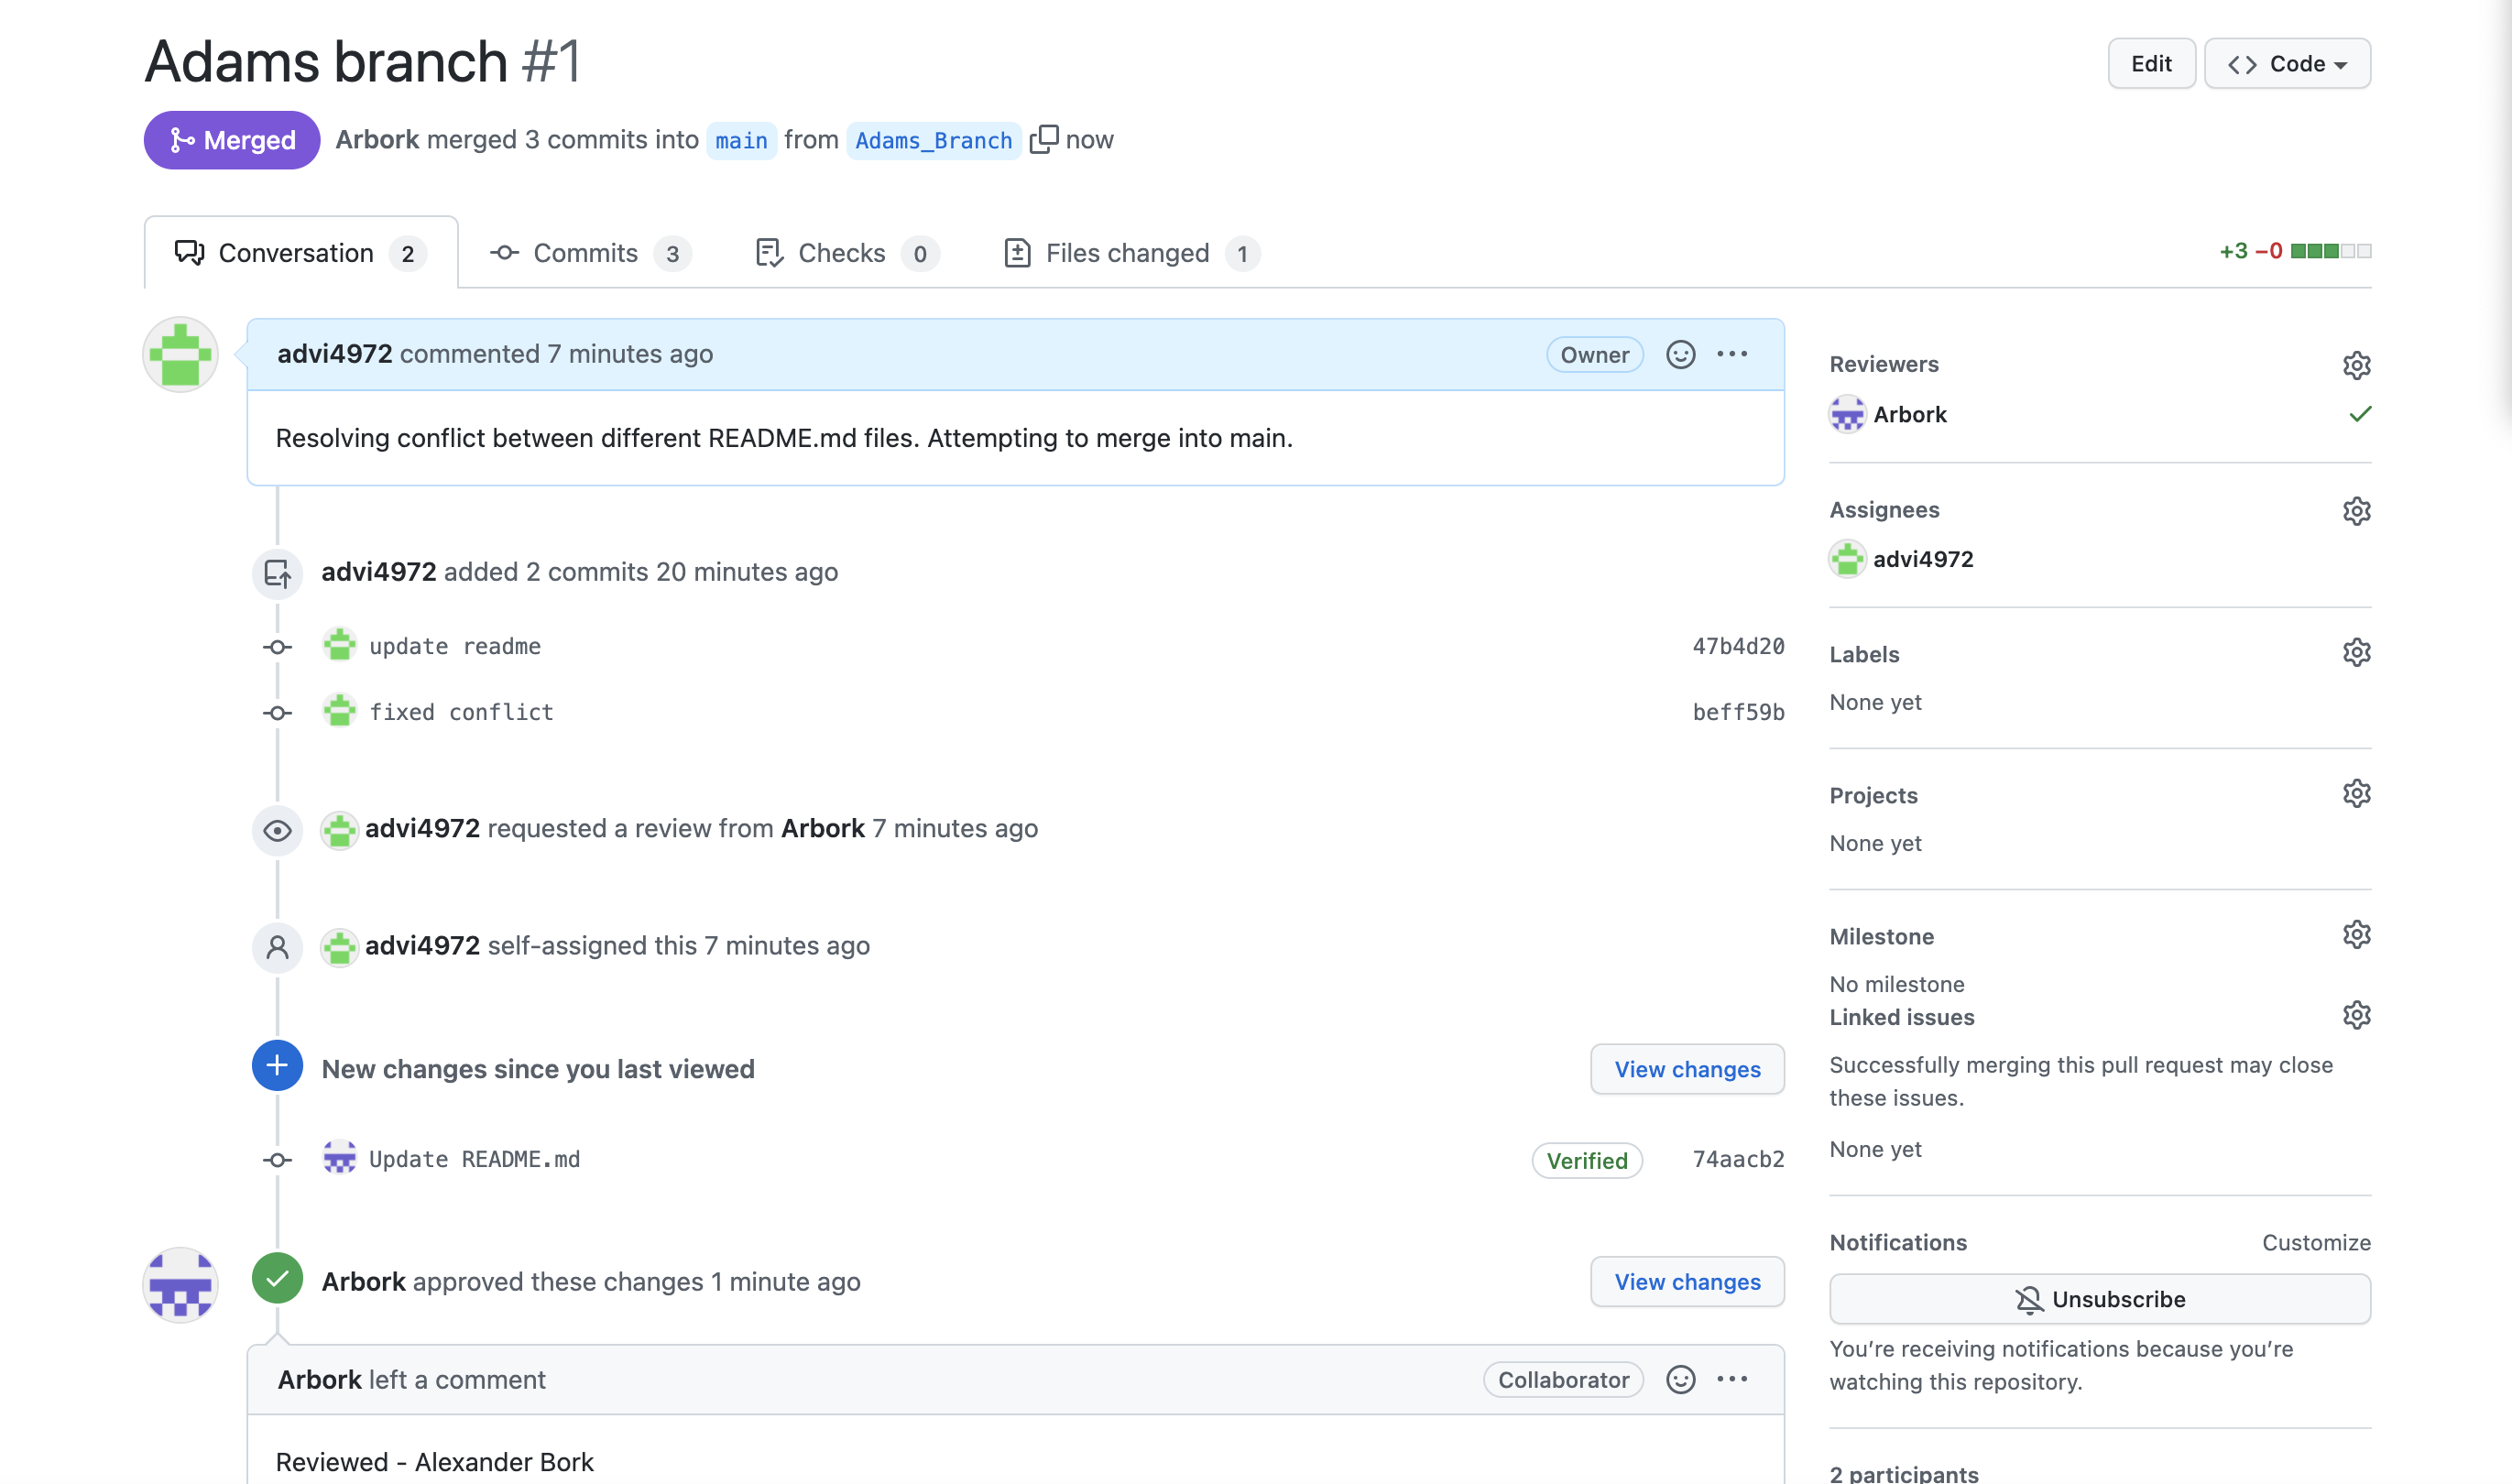 Adams branch #1
Edit
<> Code
Merged
Arbork merged 3 commits into main from Adams_Branch now
Conversation 2
Commits 3
Checks 0
Files changed 1
+3 −0
advi4972 commented 7 minutes ago
Owner
Resolving conflict between different README.md files. Attempting to merge into main.
advi4972 added 2 commits 20 minutes ago
update readme 47b4d20
fixed conflict beff59b
advi4972 requested a review from Arbork 7 minutes ago
advi4972 self-assigned this 7 minutes ago
New changes since you last viewed View changes
Update README.md Verified 74aacb2
Arbork approved these changes 1 minute ago View changes
Arbork left a comment Collaborator
Reviewed - Alexander Bork
Reviewers
Arbork
Assignees
advi4972
Labels
None yet
Projects
None yet
Milestone
No milestone
Linked issues
Successfully merging this pull request may close
these issues.
None yet
Notifications Customize
Unsubscribe
You’re receiving notifications because you’re
watching this repository.
2 participants